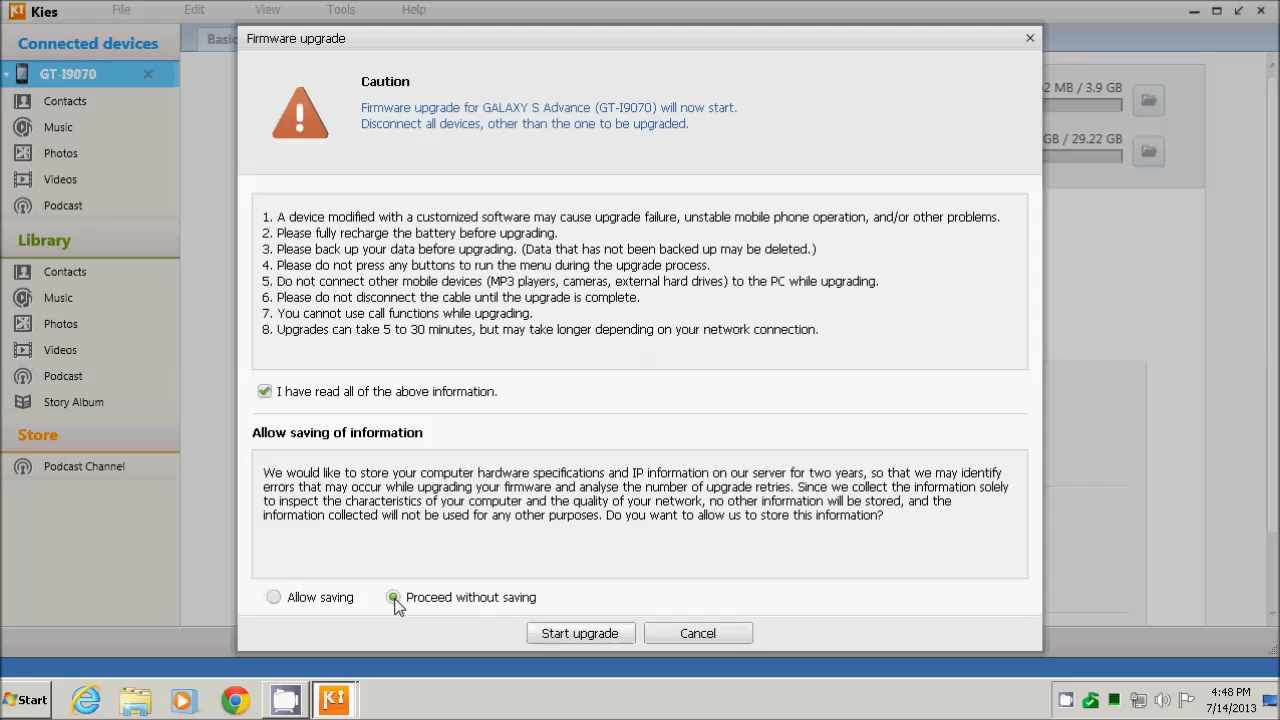 KI Kies File Edit View Tools Help
Connected devices
GT-I9070
Contacts
Music
Photos
Videos
Podcast
Library
Contacts
Music
Photos
Videos
Podcast
Story Album
Store
Podcast Channel
Basic
MB / 3.9 GB
GB / 29.22 GB
Firmware upgrade
Caution
Firmware upgrade for GALAXY S Advance (GT-I9070) will now start.
Disconnect all devices, other than the one to be upgraded.
1. A device modified with a customized software may cause upgrade failure, unstable mobile phone operation, and/or other problems.
2. Please fully recharge the battery before upgrading.
3. Please back up your data before upgrading. (Data that has not been backed up may be deleted.)
4. Please do not press any buttons to run the menu during the upgrade process.
5. Do not connect other mobile devices (MP3 players, cameras, external hard drives) to the PC while upgrading.
6. Please do not disconnect the cable until the upgrade is complete.
7. You cannot use call functions while upgrading.
8. Upgrades can take 5 to 30 minutes, but may take longer depending on your network connection.
I have read all of the above information.
Allow saving of information
We would like to store your computer hardware specifications and IP information on our server for two years, so that we may identify
errors that may occur while upgrading your firmware and analyse the number of upgrade retries. Since we collect the information solely
to inspect the characteristics of your computer and the quality of your network, no other information will be stored, and the
information collected will not be used for any other purposes. Do you want to allow us to store this information?
Allow saving Proceed without saving
Start upgrade Cancel
Start
KI
4:48 PM
7/14/2013